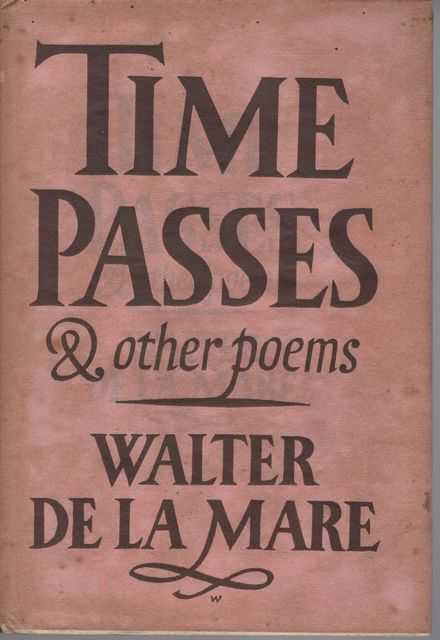 TIME
PASSES
& other poems
WALTER
DE LA MARE
W